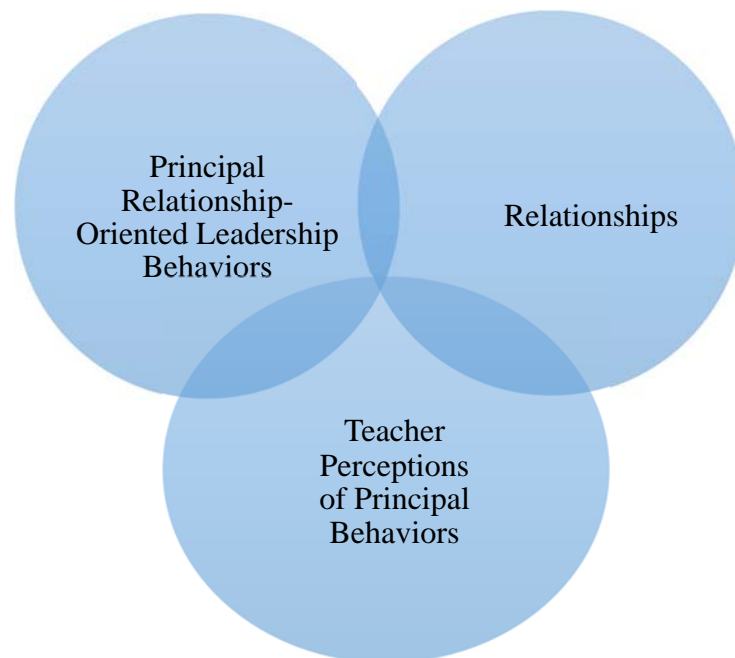 Principal
Relationship-
Oriented Leadership
Behaviors
Relationships
Teacher
Perceptions
of Principal
Behaviors